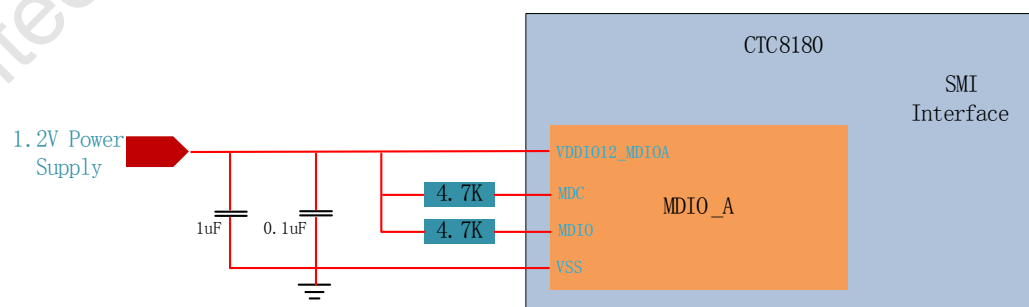 CTC8180
SMI
Interface
1.2V Power
Supply
VDDIO12_MDIOA
4.7K
MDC
MDIO_A
1uF
0.1uF
4.7K
MDIO
VSS